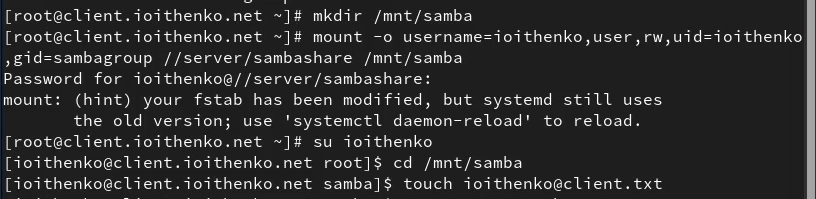 [root@client.ioithenko.net ~]# mkdir /mnt/samba
[root@client.ioithenko.net ~]# mount -o username=ioithenko,user,rw,uid=ioithenko
,gid=sambagroup //server/sambashare /mnt/samba
Password for ioithenko@//server/sambashare:
mount: (hint) your fstab has been modified, but systemd still uses
       the old version; use 'systemctl daemon-reload' to reload.
[root@client.ioithenko.net ~]# su ioithenko
[ioithenko@client.ioithenko.net root]$ cd /mnt/samba
[ioithenko@client.ioithenko.net samba]$ touch ioithenko@client.txt